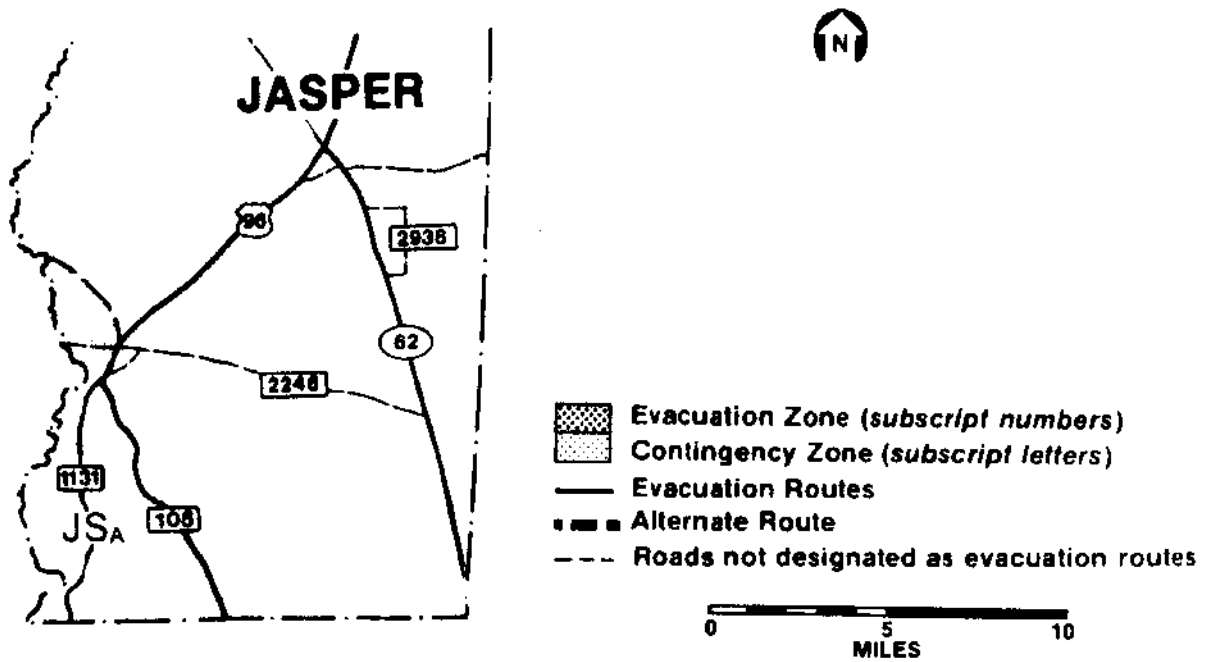 N
JASPER
96
2936
62
2246
1131
JSA
105
Evacuation Zone (subscript numbers)
Contingency Zone (subscript letters)
Evacuation Routes
Alternate Route
Roads not designated as evacuation routes
0 5 10
MILES